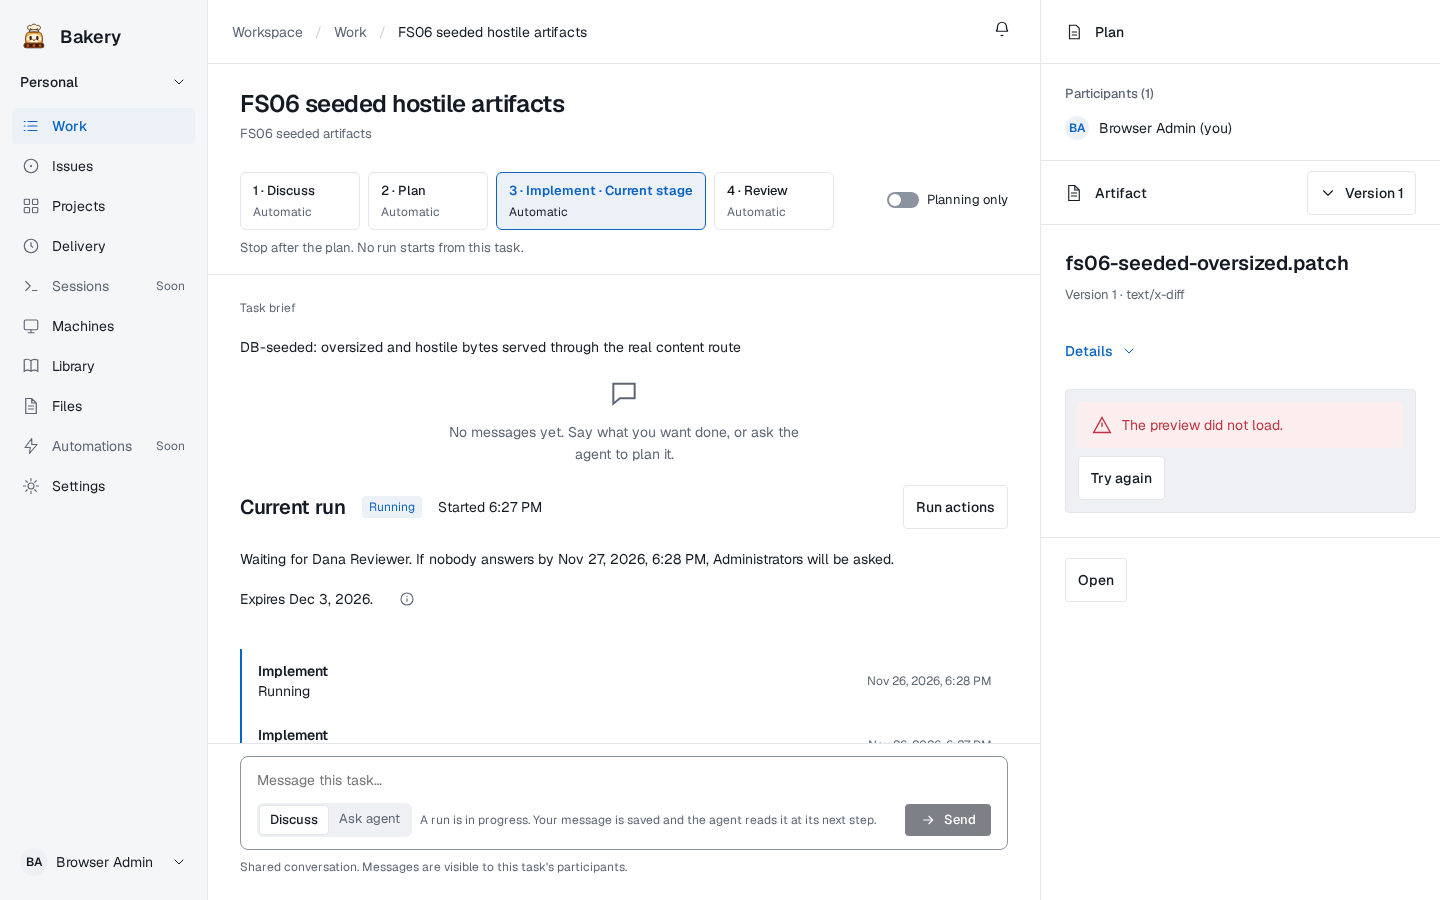 Bakery
Personal
Work
Issues
Projects
Delivery
Sessions Soon
Machines
Library
Files
Automations Soon
Settings
BA Browser Admin
Workspace / Work / FS06 seeded hostile artifacts
FS06 seeded hostile artifacts
FS06 seeded artifacts
1 · Discuss
Automatic
2 · Plan
Automatic
3 · Implement · Current stage
Automatic
4 · Review
Automatic
Planning only
Stop after the plan. No run starts from this task.
Task brief
DB-seeded: oversized and hostile bytes served through the real content route
No messages yet. Say what you want done, or ask the
agent to plan it.
Current run Running Started 6:27 PM Run actions
Waiting for Dana Reviewer. If nobody answers by Nov 27, 2026, 6:28 PM, Administrators will be asked.
Expires Dec 3, 2026.
Implement
Running
Nov 26, 2026, 6:28 PM
Implement
Nov 26, 2026, 6:27 PM
Message this task...
Discuss Ask agent A run is in progress. Your message is saved and the agent reads it at its next step. Send
Shared conversation. Messages are visible to this task's participants.
Plan
Participants (1)
BA Browser Admin (you)
Artifact Version 1
fs06-seeded-oversized.patch
Version 1 · text/x-diff
Details
The preview did not load.
Try again
Open